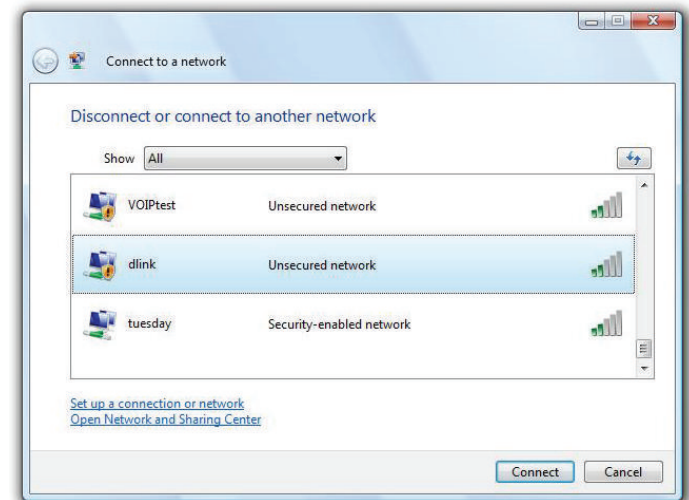 Connect to a network
Disconnect or connect to another network
Show All
VOIPtest Unsecured network
dlink Unsecured network
tuesday Security-enabled network
Set up a connection or network
Open Network and Sharing Center
Connect Cancel